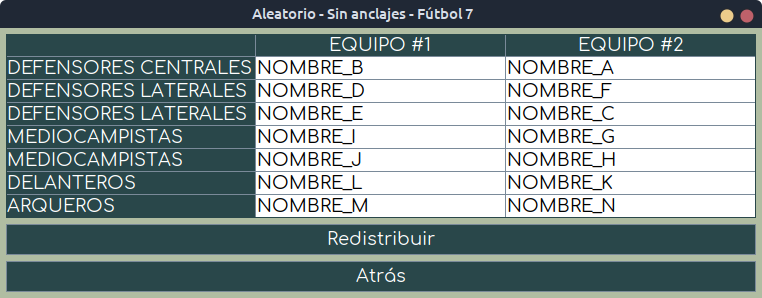 Aleatorio - Sin anclajes - Fútbol 7
EQUIPO #1 EQUIPO #2
DEFENSORES CENTRALES NOMBRE_B NOMBRE_A
DEFENSORES LATERALES NOMBRE_D NOMBRE_F
DEFENSORES LATERALES NOMBRE_E NOMBRE_C
MEDIOCAMPISTAS NOMBRE_I NOMBRE_G
MEDIOCAMPISTAS NOMBRE_J NOMBRE_H
DELANTEROS NOMBRE_L NOMBRE_K
ARQUEROS NOMBRE_M NOMBRE_N
Redistribuir
Atrás